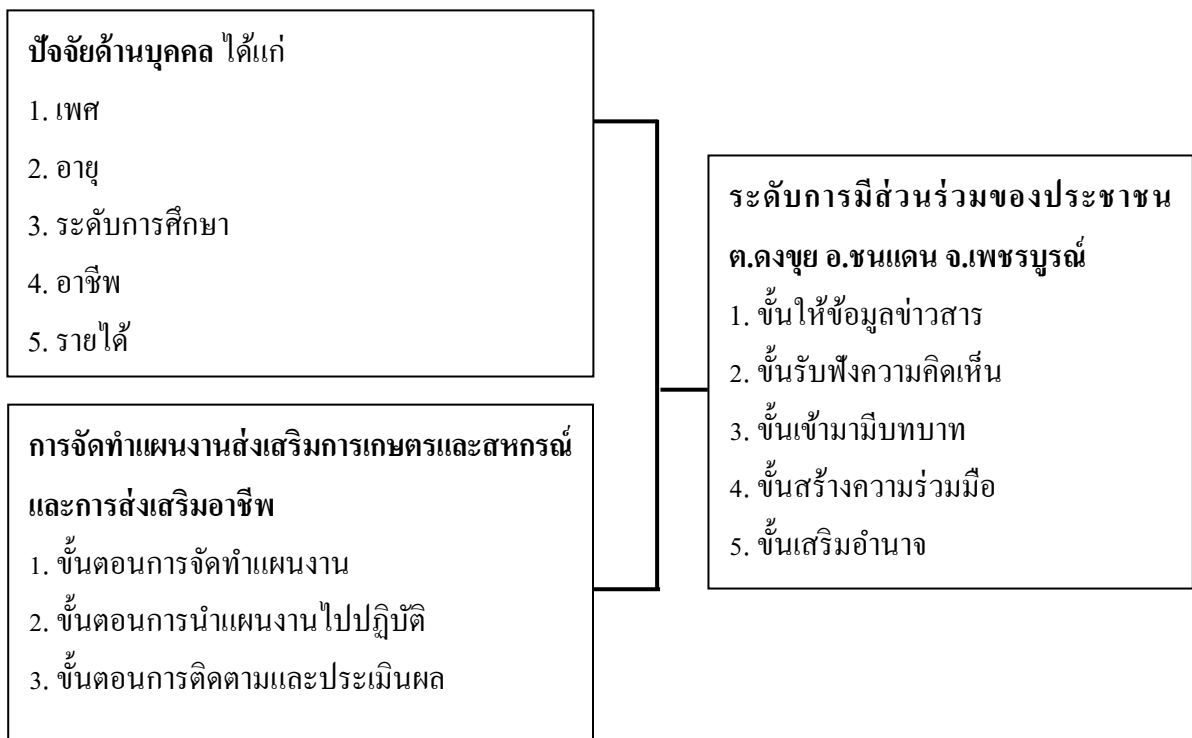 ปัจจัยด้านบุคคล ได้แก่
1. เพศ
2. อายุ
3. ระดับการศึกษา
4. อาชีพ
5. รายได้
การจัดทำแผนงานส่งเสริมการเกษตรและสหกรณ์
และการส่งเสริมอาชีพ
1. ขั้นตอนการจัดทำแผนงาน
2. ขั้นตอนการนำแผนงานไปปฏิบัติ
3. ขั้นตอนการติดตามและประเมินผล
ระดับการมีส่วนร่วมของประชาชน
ต.ดงขุย อ.ชนแดน จ.เพชรบูรณ์
1. ขั้นให้ข้อมูลข่าวสาร
2. ขั้นรับฟังความคิดเห็น
3. ขั้นเข้ามามีบทบาท
4. ขั้นสร้างความร่วมมือ
5. ขั้นเสริมอำนาจ